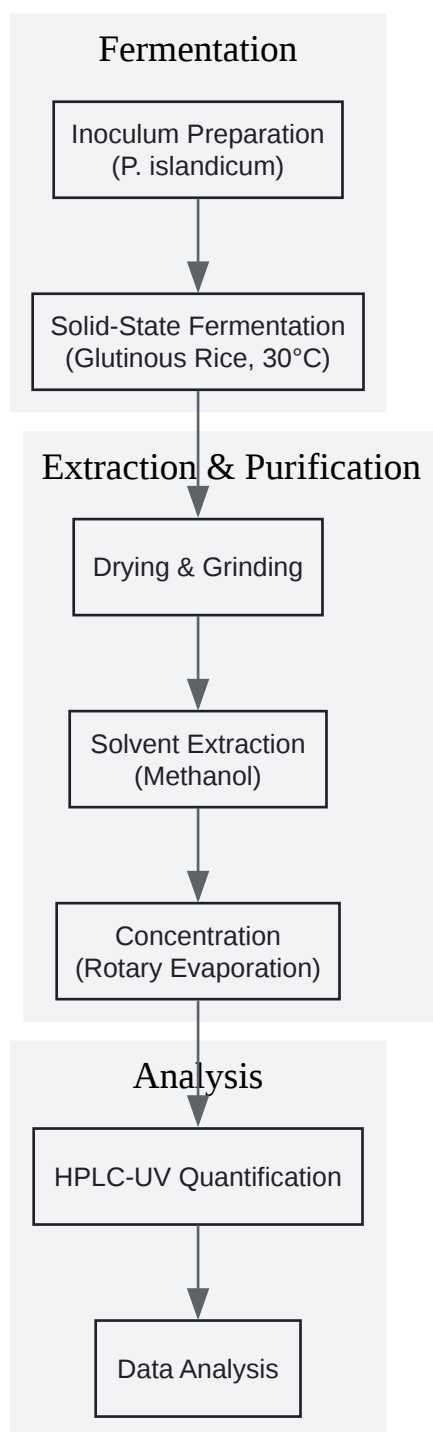 Fermentation
Inoculum Preparation
(P. islandicum)
Solid-State Fermentation
(Glutinous Rice, 30°C)
Extraction & Purification
Drying & Grinding
Solvent Extraction
(Methanol)
Concentration
(Rotary Evaporation)
Analysis
HPLC-UV Quantification
Data Analysis